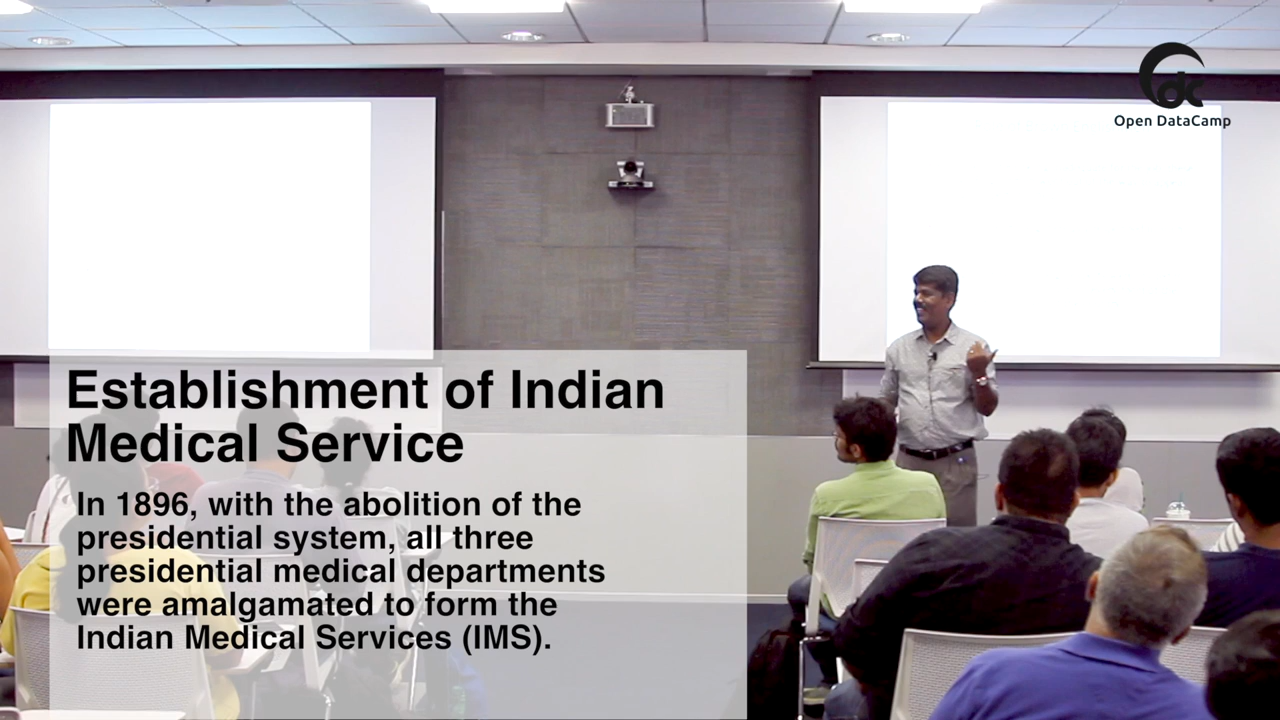 Open DataCamp
Establishment of Indian
Medical Service
In 1896, with the abolition of the
presidential system, all three
presidential medical departments
were amalgamated to form the
Indian Medical Services (IMS).